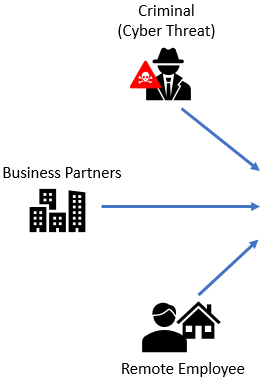 Criminal
(Cyber Threat)
Business Partners
Remote Employee